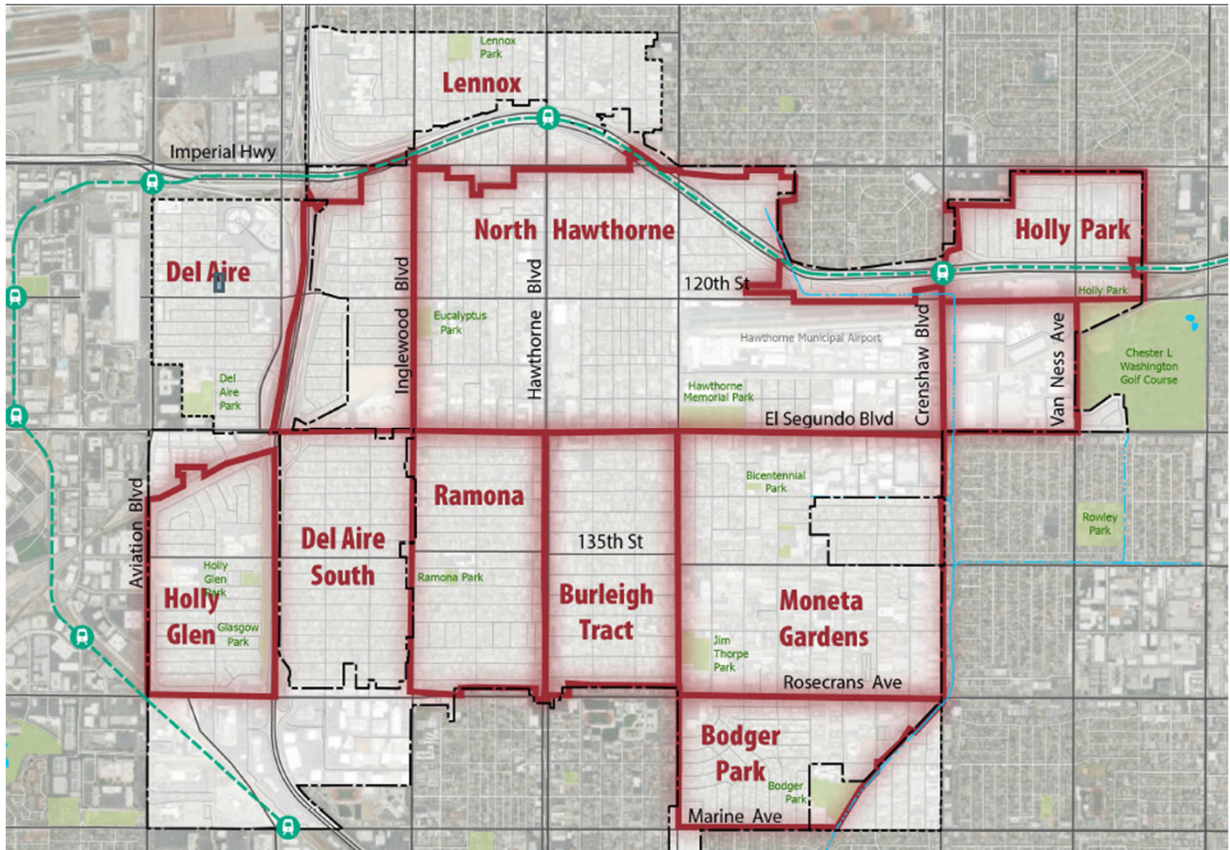 Lennox
Park
Lennox
Imperial Hwy
North Hawthorne
Holly Park
Del Aire
120th St
Holly Park
Inglewood Blvd
Hawthorne Blvd
Eucalyptus
Park
Hawthorne Municipal Airport
Crenshaw Blvd
Van Ness Ave
Chester L
Washington
Golf Course
Del
Aire
Park
Hawthorne
Memorial Park
El Segundo Blvd
Aviation Blvd
Ramona
Bicentennial
Park
Rowley
Park
Del Aire
South
135th St
Holly
Glen
Park
Ramona Park
Holly
Glen
Glasgow
Park
Burleigh
Tract
Moneta
Gardens
Jim
Thorpe
Park
Rosecrans Ave
Bodger
Park
Bodger
Park
Marine Ave